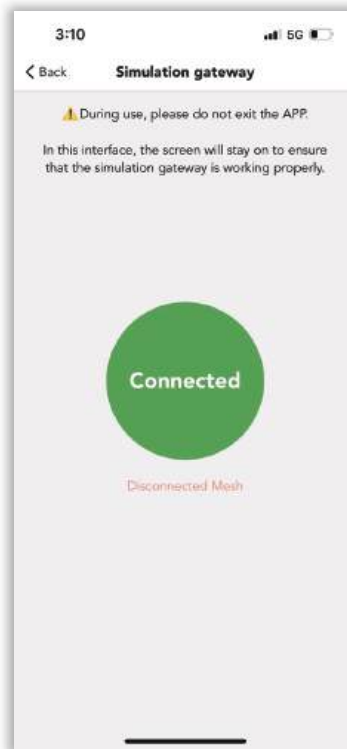 3:10 5G
Back Simulation gateway
⚠️During use, please do not exit the APP.
In this interface, the screen will stay on to ensure
that the simulation gateway is working properly.
Connected
Disconnected Mesh